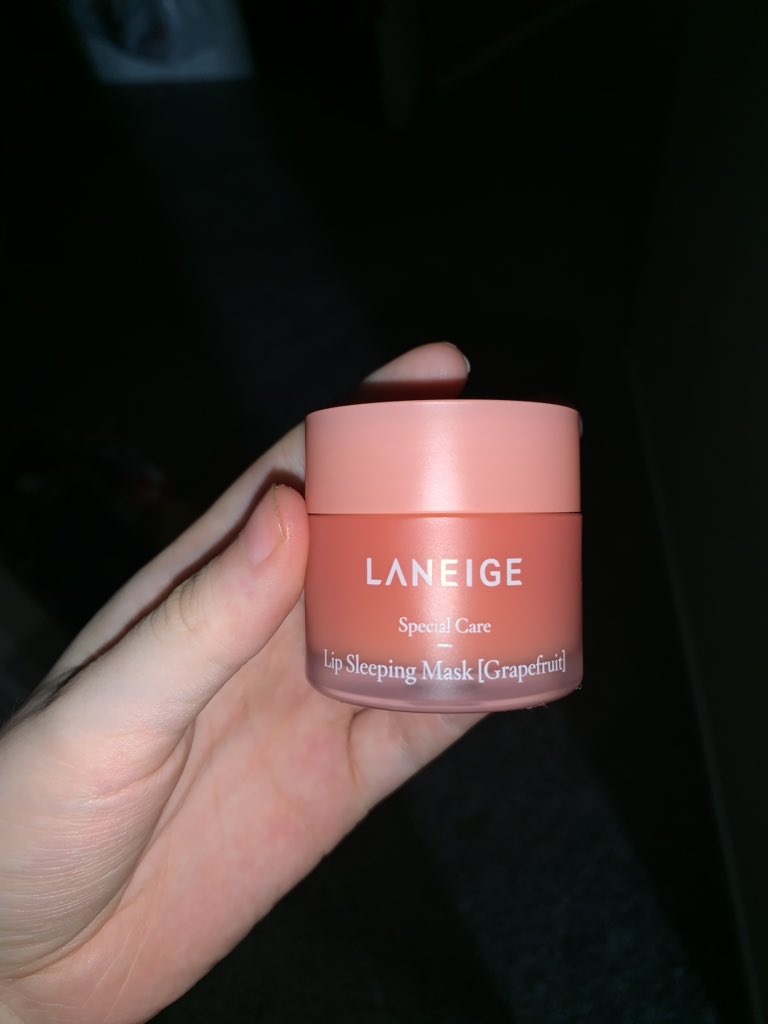 LANEIGE
Special Care
Lip Sleeping Mask [Grapefruit]